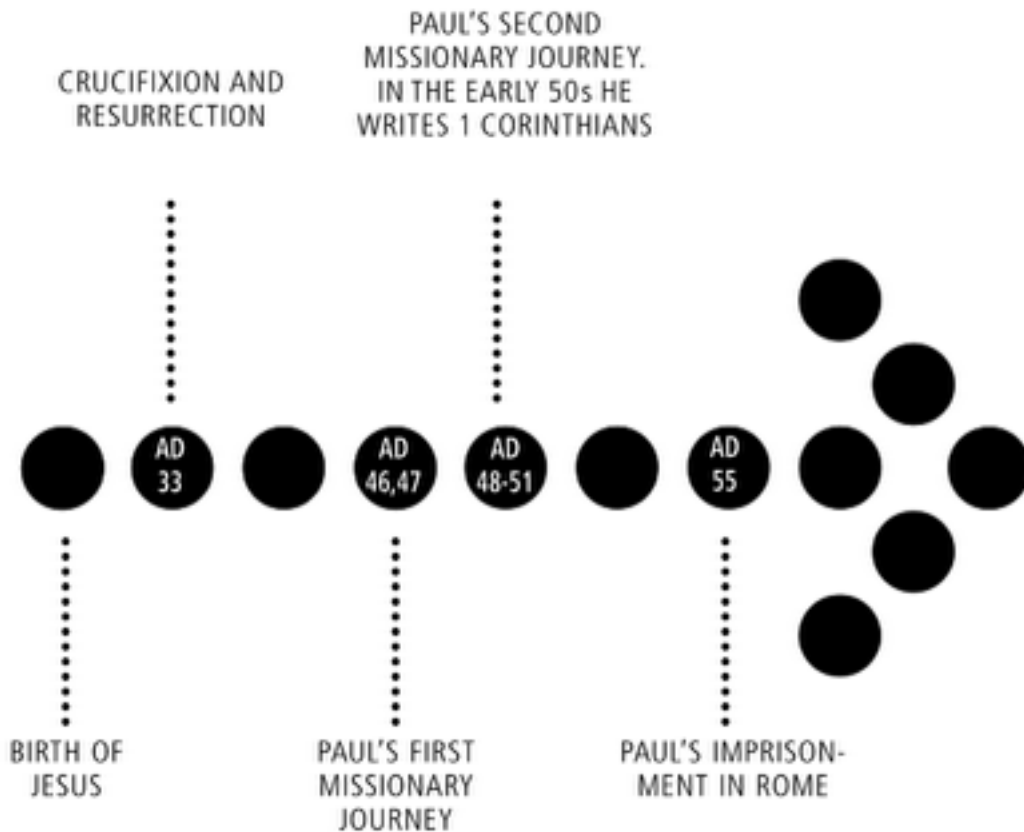 CRUCIFIXION AND
RESURRECTION
PAUL'S SECOND
MISSIONARY JOURNEY.
IN THE EARLY 50s HE
WRITES 1 CORINTHIANS
AD
33
AD
46,47
AD
48-51
AD
55
BIRTH OF
JESUS
PAUL'S FIRST
MISSIONARY
JOURNEY
PAUL'S IMPRISON-
MENT IN ROME